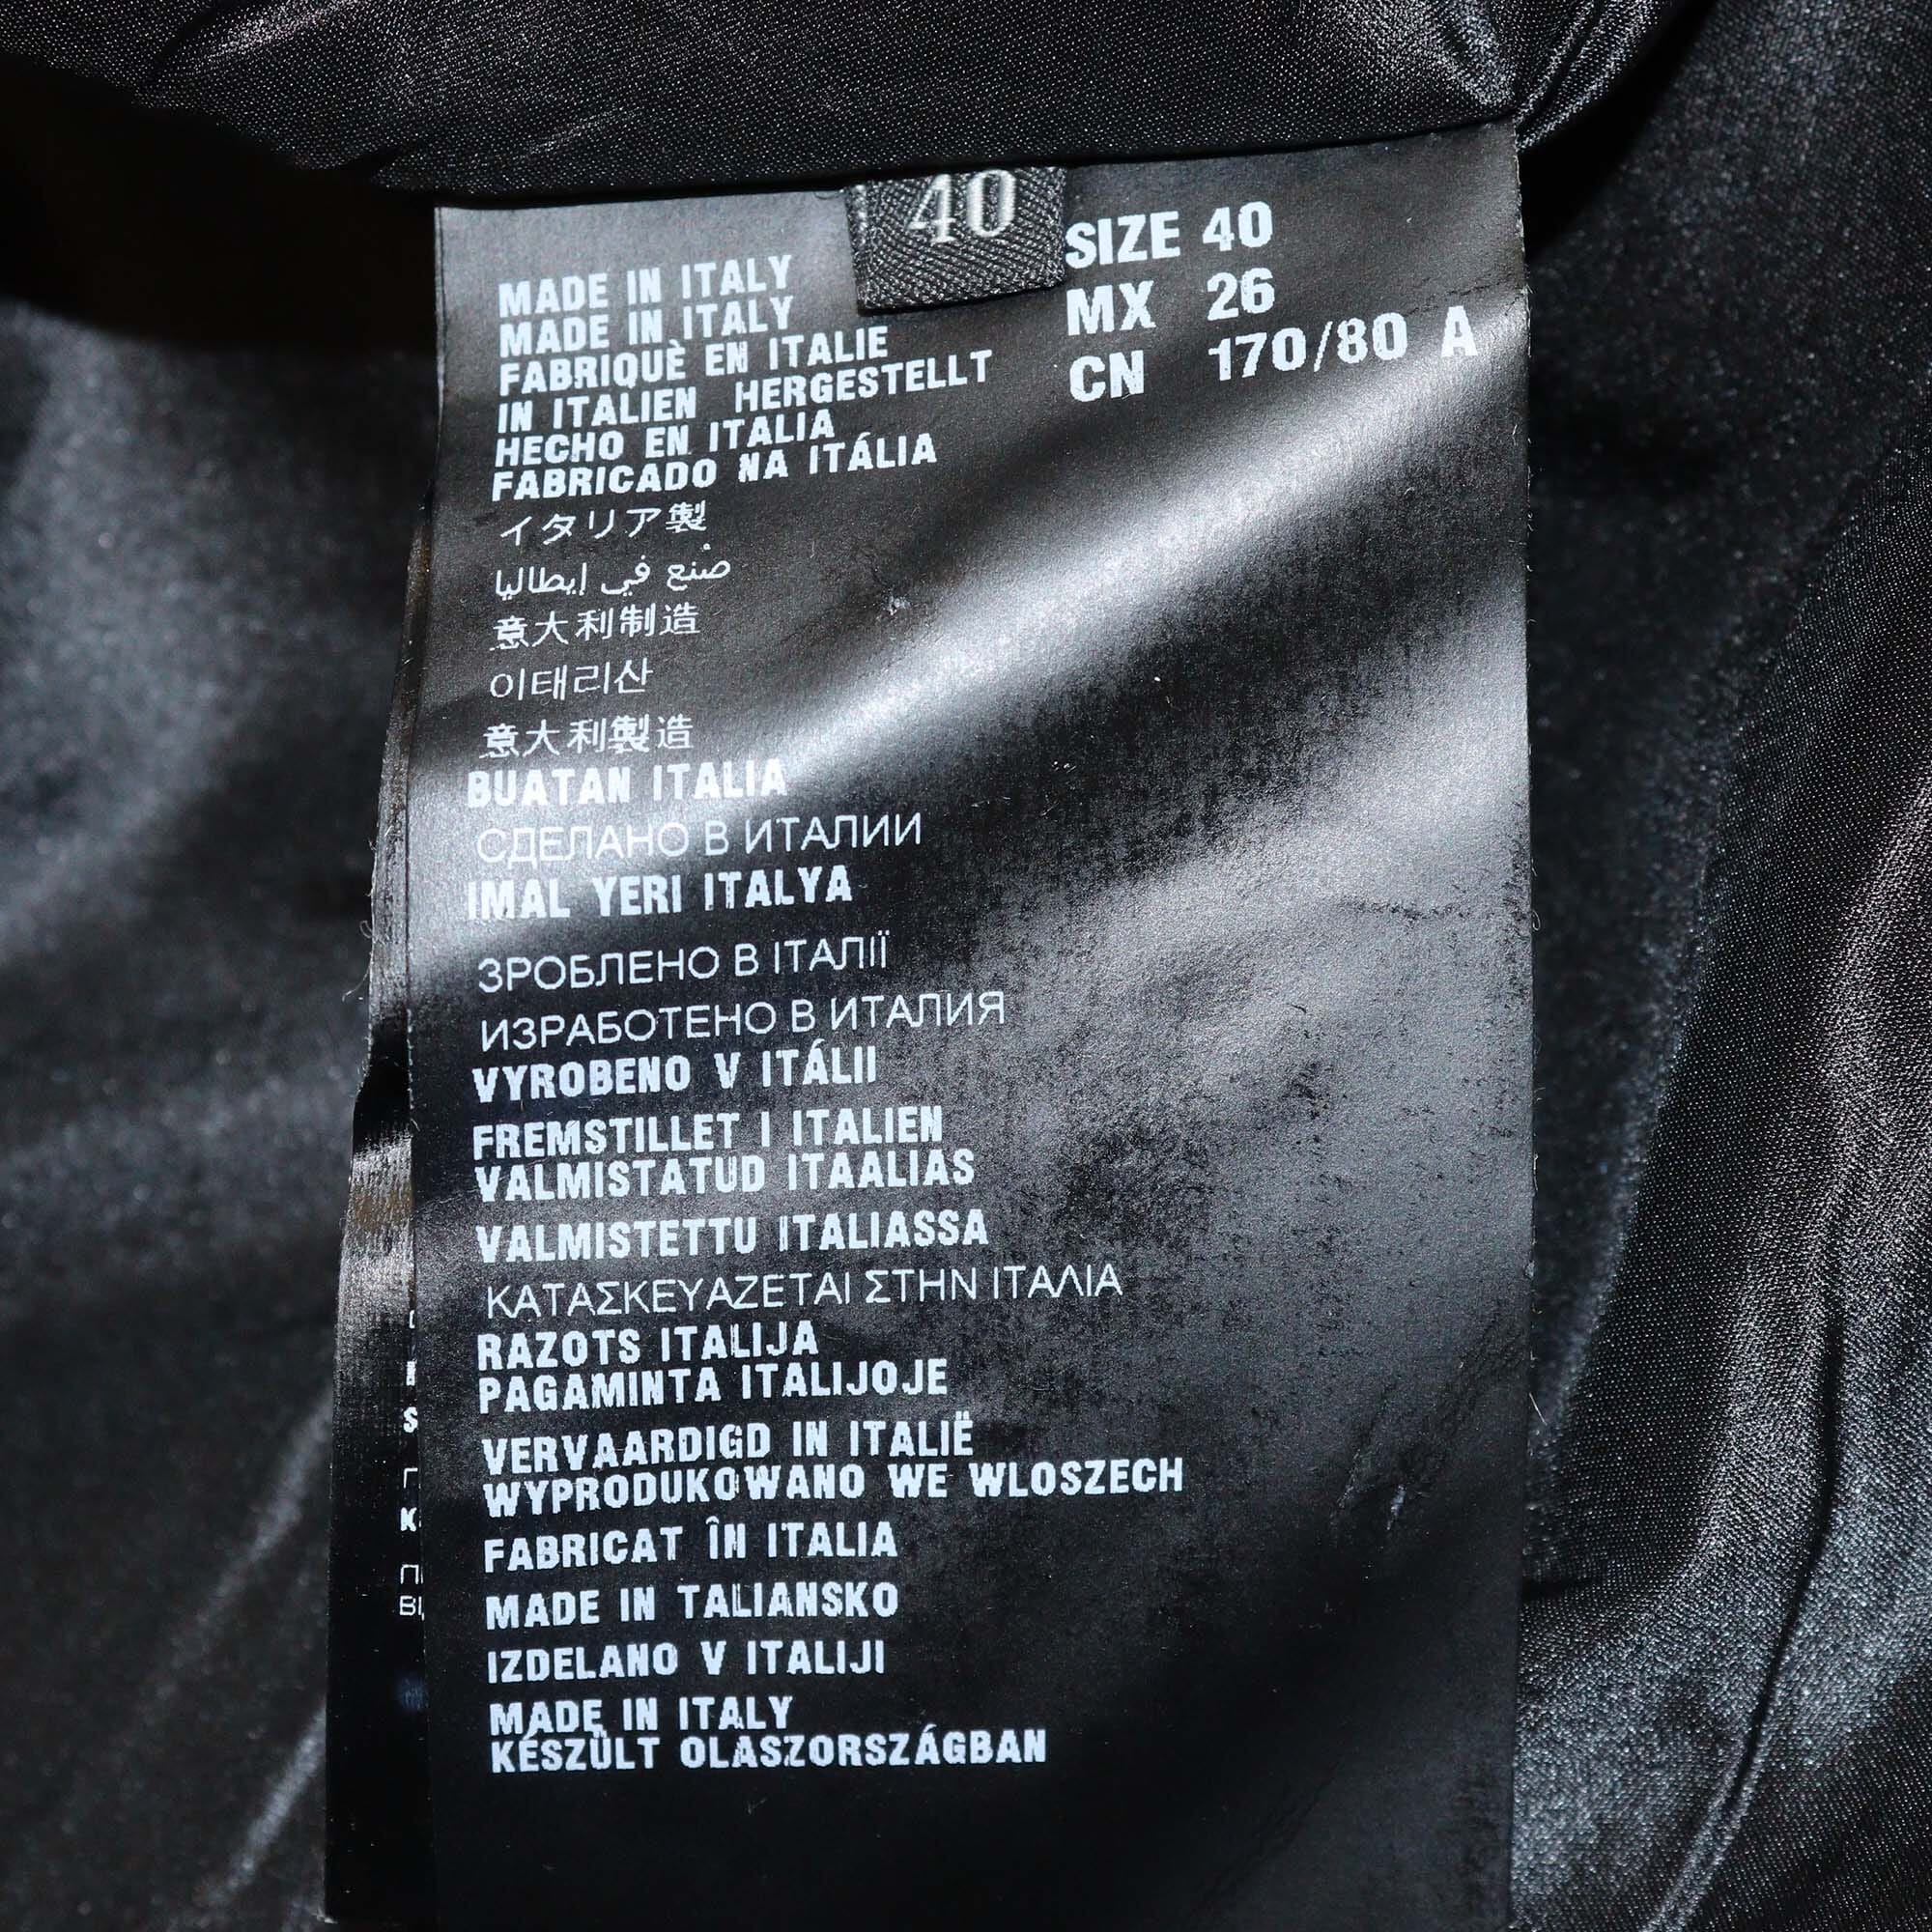 40
SIZE 40
MX 26
CN 170/80 A
MADE IN ITALY
MADE IN ITALY
FABRIQUÈ EN ITALIE
IN ITALIEN HERGESTELLT
HECHO EN ITALIA
FABRICADO NA ITÁLIA
イタリア製
صُنع في إيطاليا
意大利制造
이태리산
意大利製造
BUATAN ITALIA
СДЕЛАНО В ИТАЛИИ
IMAL YERI ITALYA
ЗРОБЛЕНО В ІТАЛІЇ
ИЗРАБОТЕНО В ИТАЛИЯ
VYROBENO V ITÁLII
FREMSTILLET I ITALIEN
VALMISTATUD ITAALIAS
VALMISTETTU ITALIASSA
ΚΑΤΑΣΚΕΥΑΖΕΤΑΙ ΣΤΗΝ ΙΤΑΛΙΑ
RAZOTS ITALIJA
PAGAMINTA ITALIJOJE
VERVAARDIGD IN ITALIË
WYPRODUKOWANO WE WLOSZECH
FABRICAT ÎN ITALIA
MADE IN TALIANSKO
IZDELANO V ITALIJI
MADE IN ITALY
KÉSZÜLT OLASZORSZÁGBAN